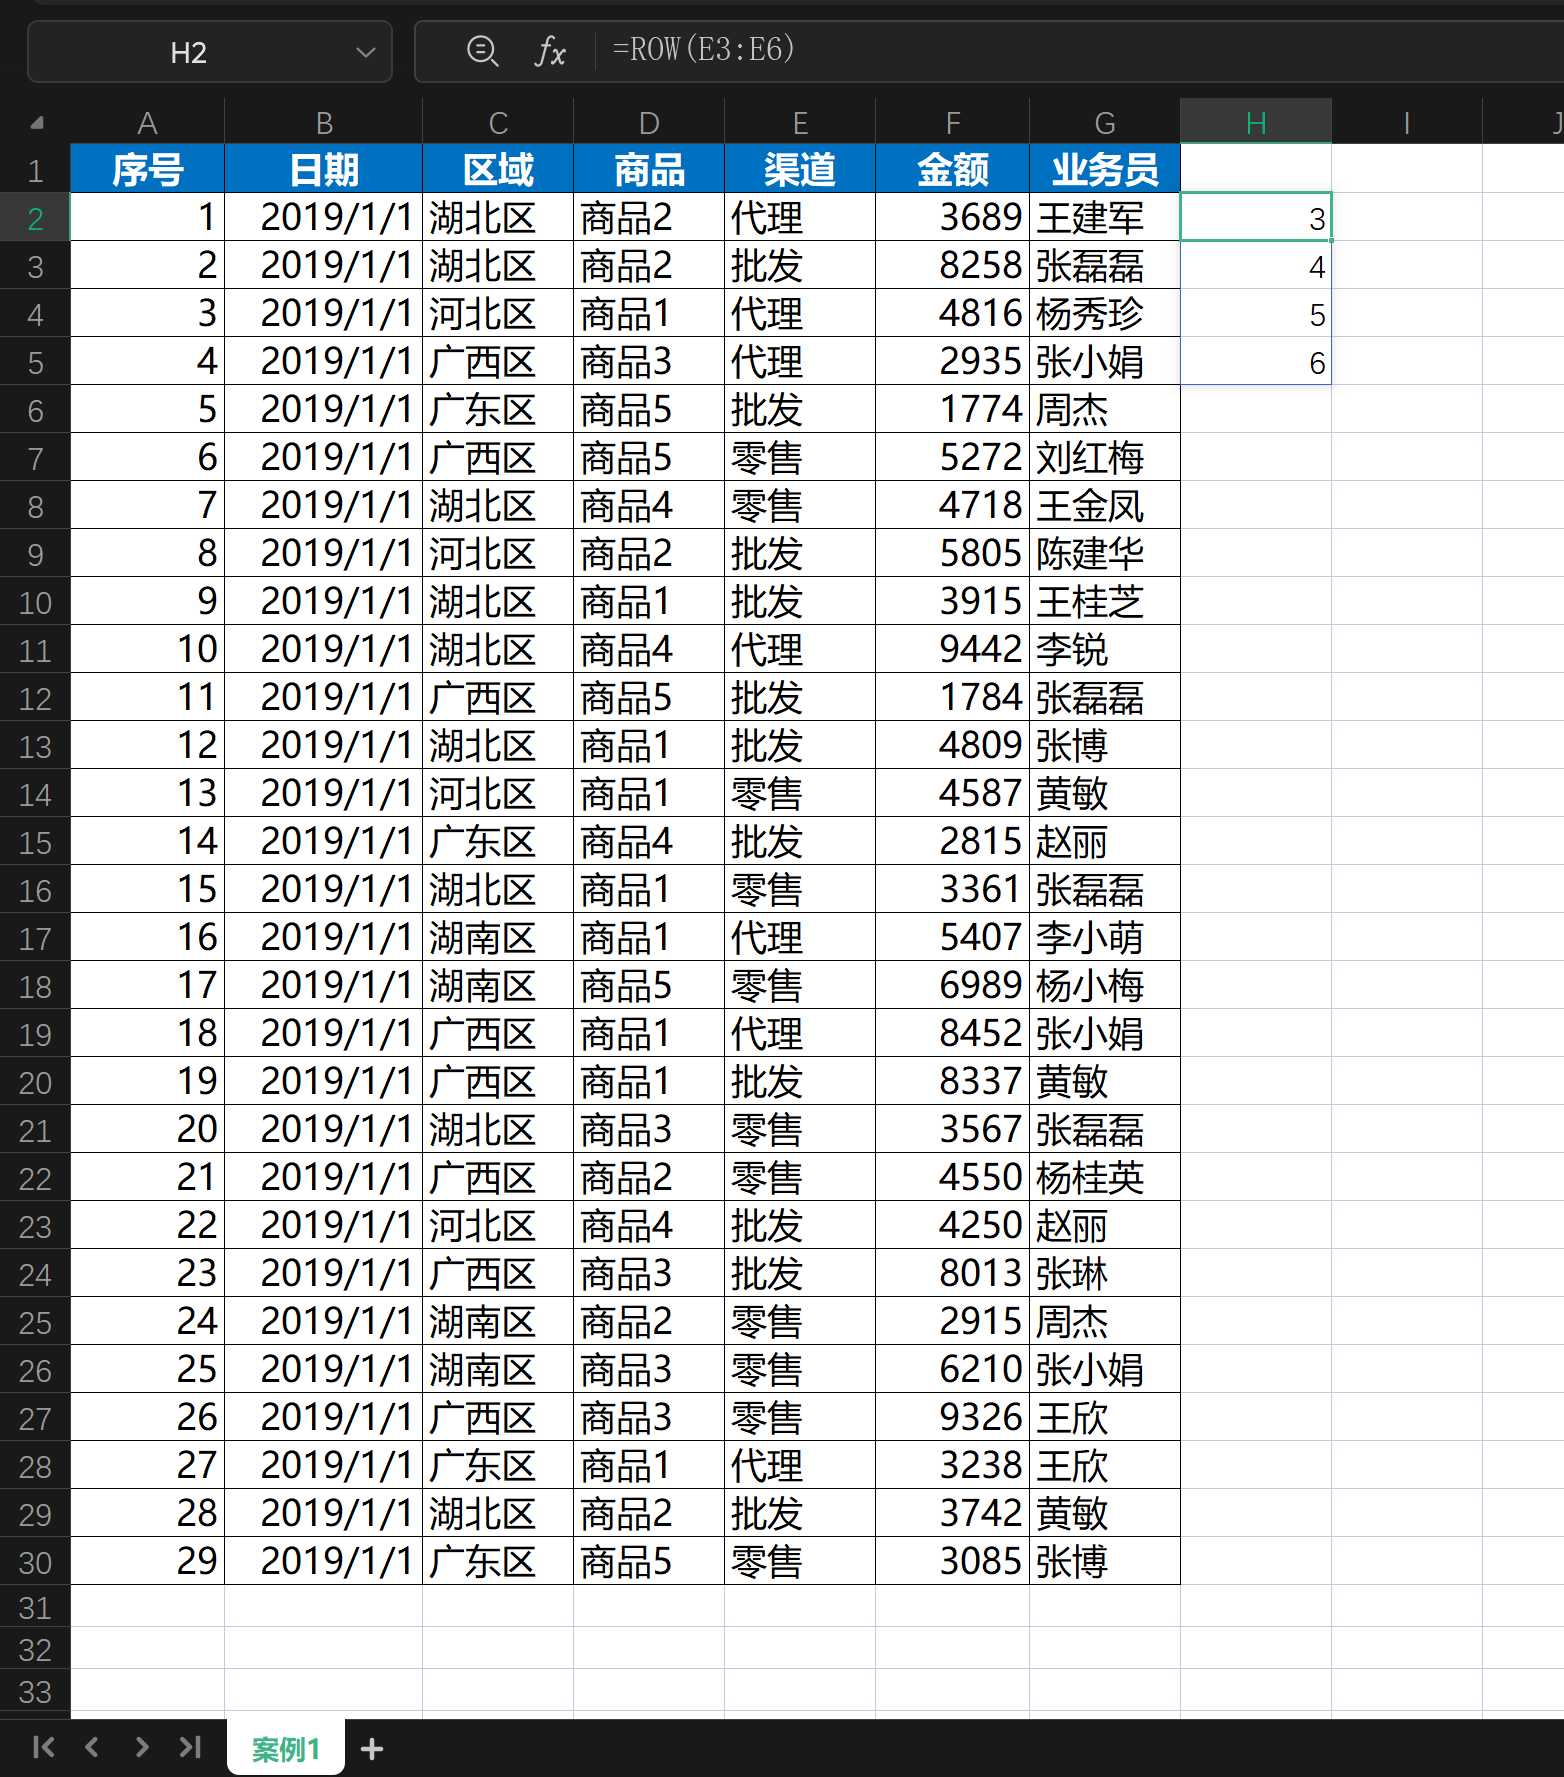 H2 fx =ROW(E3:E6)
A B C D E F G H I J
1 序号 日期 区域 商品 渠道 金额 业务员
2 1 2019/1/1 湖北区 商品2 代理 3689 王建军 3
3 2 2019/1/1 湖北区 商品2 批发 8258 张磊磊 4
4 3 2019/1/1 河北区 商品1 代理 4816 杨秀珍 5
5 4 2019/1/1 广西区 商品3 代理 2935 张小娟 6
6 5 2019/1/1 广东区 商品5 批发 1774 周杰
7 6 2019/1/1 广西区 商品5 零售 5272 刘红梅
8 7 2019/1/1 湖北区 商品4 零售 4718 王金凤
9 8 2019/1/1 河北区 商品2 批发 5805 陈建华
10 9 2019/1/1 湖北区 商品1 批发 3915 王桂芝
11 10 2019/1/1 湖北区 商品4 代理 9442 李锐
12 11 2019/1/1 广西区 商品5 批发 1784 张磊磊
13 12 2019/1/1 湖北区 商品1 批发 4809 张博
14 13 2019/1/1 河北区 商品1 零售 4587 黄敏
15 14 2019/1/1 广东区 商品4 批发 2815 赵丽
16 15 2019/1/1 湖北区 商品1 零售 3361 张磊磊
17 16 2019/1/1 湖南区 商品1 代理 5407 李小萌
18 17 2019/1/1 湖南区 商品5 零售 6989 杨小梅
19 18 2019/1/1 广西区 商品1 代理 8452 张小娟
20 19 2019/1/1 广西区 商品1 批发 8337 黄敏
21 20 2019/1/1 湖北区 商品3 零售 3567 张磊磊
22 21 2019/1/1 广西区 商品2 零售 4550 杨桂英
23 22 2019/1/1 河北区 商品4 批发 4250 赵丽
24 23 2019/1/1 广西区 商品3 批发 8013 张琳
25 24 2019/1/1 湖南区 商品2 零售 2915 周杰
26 25 2019/1/1 湖南区 商品3 零售 6210 张小娟
27 26 2019/1/1 广西区 商品3 零售 9326 王欣
28 27 2019/1/1 广东区 商品1 代理 3238 王欣
29 28 2019/1/1 湖北区 商品2 批发 3742 黄敏
30 29 2019/1/1 广东区 商品5 零售 3085 张博
31
32
33
案例1